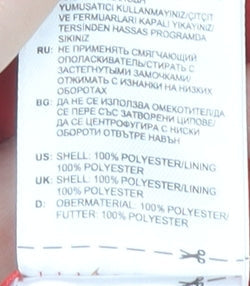 YUMUŞATICI KULLANMAYINIZ/ÇITÇIT
VE FERMUARLARI KAPALI YIKAYINIZ/
TERSİNDEN HASSAS PROGRAMDA
SIKINIZ
RU: НЕ ПРИМЕНЯТЬ СМЯГЧАЮЩИЙ
ОПОЛАСКИВАТЕЛЬ/СТИРАТЬ С
ЗАСТЕГНУТЫМИ ЗАМОЧКАМИ/
ОТЖИМАТЬ С ИЗНАНКИ НА НИЗКИХ
ОБОРОТАХ
BG: ДА НЕ СЕ ИЗПОЛЗВА ОМЕКОТИТЕЛ/ДА
СЕ ПЕРЕ СЪС ЗАТВОРЕНИ ЦИПОВЕ/
ДА СЕ ЦЕНТРОФУГИРА С НИСКИ
ОБОРОТИ ОТВЪТРЕ НАВЪН
US: SHELL: 100% POLYESTER/LINING
100% POLYESTER
UK: SHELL: 100% POLYESTER/LINING
100% POLYESTER
D: OBERMATERIAL: 100% POLYESTER/
FUTTER: 100% POLYESTER